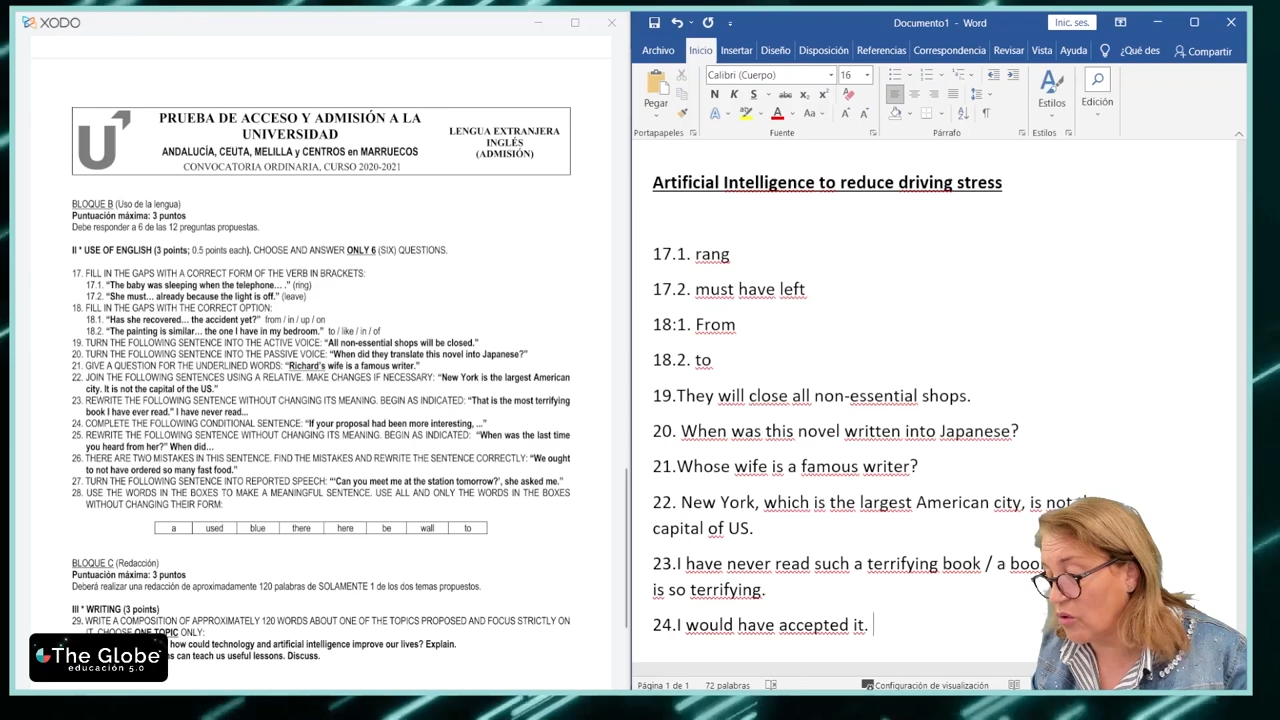 XODO
PRUEBA DE ACCESO Y ADMISIÓN A LA
UNIVERSIDAD
ANDALUCÍA, CEUTA, MELILLA y CENTROS en MARRUECOS
CONVOCATORIA ORDINARIA, CURSO 2020-2021
LENGUA EXTRANJERA
INGLÉS
(ADMISIÓN)
BLOQUE B (Uso de la lengua)
Puntuación máxima: 3 puntos
Debe responder a 6 de las 12 preguntas propuestas.
II * USE OF ENGLISH (3 points; 0.5 points each). CHOOSE AND ANSWER ONLY 6 (SIX) QUESTIONS.
17. FILL IN THE GAPS WITH A CORRECT FORM OF THE VERB IN BRACKETS:
17.1. “The baby was sleeping when the telephone… .” (ring)
17.2. “She must… already because the light is off.” (leave)
18. FILL IN THE GAPS WITH THE CORRECT OPTION:
18.1. “Has she recovered… the accident yet?” from / in / up / on
18.2. “The painting is similar… the one I have in my bedroom.” to / like / in / of
19. TURN THE FOLLOWING SENTENCE INTO THE ACTIVE VOICE: “All non-essential shops will be closed.”
20. TURN THE FOLLOWING SENTENCE INTO THE PASSIVE VOICE: “When did they translate this novel into Japanese?”
21. GIVE A QUESTION FOR THE UNDERLINED WORDS: “Richard’s wife is a famous writer.”
22. JOIN THE FOLLOWING SENTENCES USING A RELATIVE. MAKE CHANGES IF NECESSARY: “New York is the largest American
city. It is not the capital of the US.”
23. REWRITE THE FOLLOWING SENTENCE WITHOUT CHANGING ITS MEANING. BEGIN AS INDICATED: “That is the most terrifying
book I have ever read.” I have never read...
24. COMPLETE THE FOLLOWING CONDITIONAL SENTENCE: “If your proposal had been more interesting, ...”
25. REWRITE THE FOLLOWING SENTENCE WITHOUT CHANGING ITS MEANING. BEGIN AS INDICATED: “When was the last time
you heard from her?” When did...
26. THERE ARE TWO MISTAKES IN THIS SENTENCE. FIND THE MISTAKES AND REWRITE THE SENTENCE CORRECTLY: “We ought
to not have ordered so many fast food.”
27. TURN THE FOLLOWING SENTENCE INTO REPORTED SPEECH: “‘Can you meet me at the station tomorrow?’, she asked me.”
28. USE THE WORDS IN THE BOXES TO MAKE A MEANINGFUL SENTENCE. USE ALL AND ONLY THE WORDS IN THE BOXES
WITHOUT CHANGING THEIR FORM:
a used blue there here be wall to
BLOQUE C (Redacción)
Puntuación máxima: 3 puntos
Deberá realizar una redacción de aproximadamente 120 palabras de SOLAMENTE 1 de los dos temas propuestos.
III * WRITING (3 points)
29. WRITE A COMPOSITION OF APPROXIMATELY 120 WORDS ABOUT ONE OF THE TOPICS PROPOSED AND FOCUS STRICTLY ON
IT. CHOOSE ONE TOPIC ONLY:
how could technology and artificial intelligence improve our lives? Explain.
can teach us useful lessons. Discuss.
The Globe
educación 5.0
Documento1 - Word
Inic. ses.
Archivo Inicio Insertar Diseño Disposición Referencias Correspondencia Revisar Vista Ayuda ¿Qué des Compartir
Calibri (Cuerpo) 16
N K S abc x₂ x²
A A Aa A A
Pegar
Estilos
Edición
Portapapeles Fuente Párrafo Estilos
Artificial Intelligence to reduce driving stress
17.1. rang
17.2. must have left
18:1. From
18.2. to
19.They will close all non-essential shops.
20. When was this novel written into Japanese?
21.Whose wife is a famous writer?
22. New York, which is the largest American city, is not
capital of US.
23.I have never read such a terrifying book / a
is so terrifying.
24.I would have accepted it.
Página 1 de 1 72 palabras Configuración de visualización